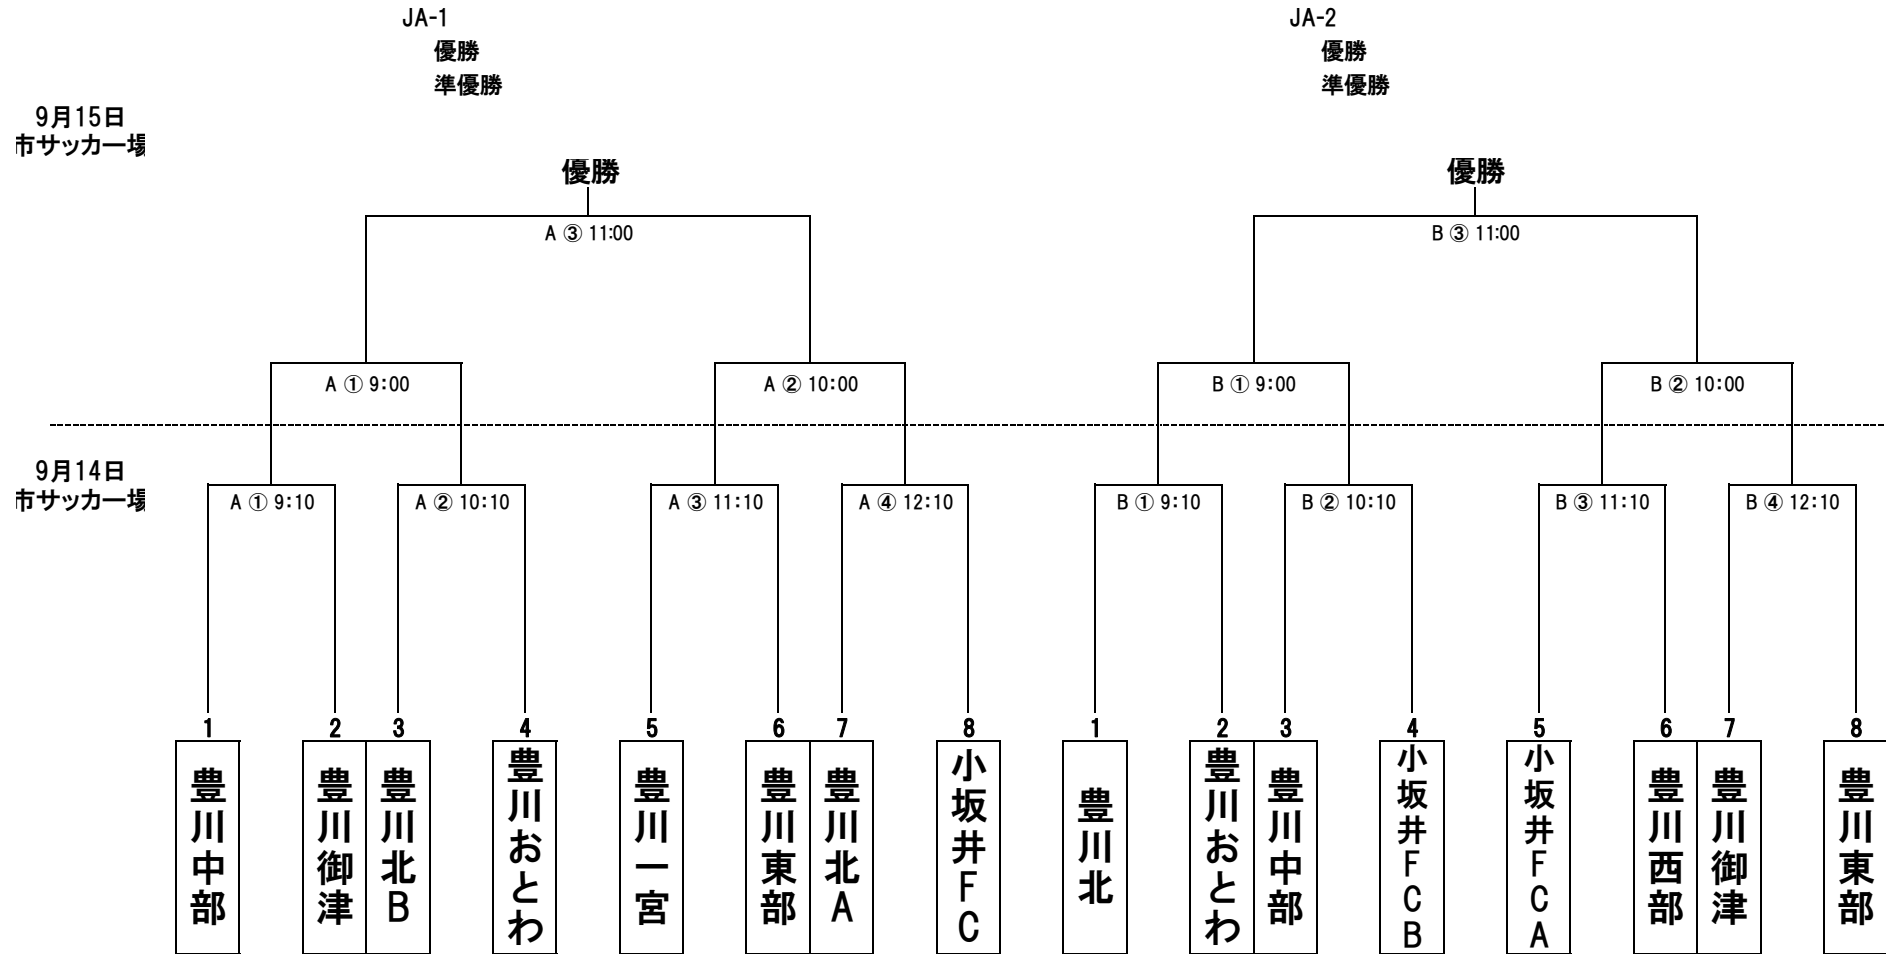 JA-1 JA-2
優勝 優勝
準優勝 準優勝
9月15日
市サッカー場
優勝 優勝
A ③ 11:00 B ③ 11:00
A ① 9:00 A ② 10:00 B ① 9:00 B ② 10:00
9月14日
市サッカー場
A ① 9:10 A ② 10:10 A ③ 11:10 A ④ 12:10 B ① 9:10 B ② 10:10 B ③ 11:10 B ④ 12:10
1 2 3 4 5 6 7 8 1 2 3 4 5 6 7 8
豊川中部
豊川御津
豊川北B
豊川おとわ
豊川一宮
豊川東部
豊川北A
小坂井FC
豊川北
豊川おとわ
豊川中部
小坂井FCB
小坂井FCA
豊川西部
豊川御津
豊川東部